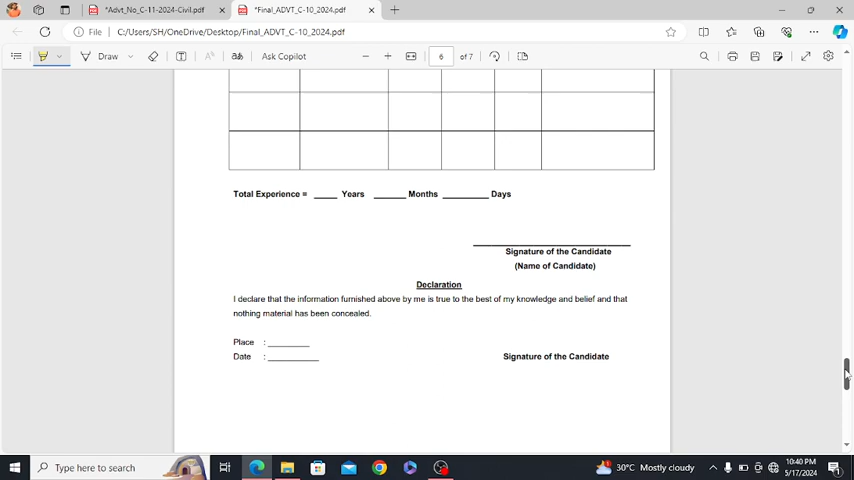 *Advt_No_C-11-2024-Civil.pdf
*Final_ADVT_C-10_2024.pdf
File
C:/Users/SH/OneDrive/Desktop/Final_ADVT_C-10_2024.pdf
Draw
Ask Copilot
6 of 7
Total Experience = _____ Years _______ Months __________ Days
Signature of the Candidate
(Name of Candidate)
Declaration
I declare that the information furnished above by me is true to the best of my knowledge and belief and that
nothing material has been concealed.
Place : _________
Date : ___________ Signature of the Candidate
Type here to search
30°C Mostly cloudy
10:40 PM
5/17/2024
1